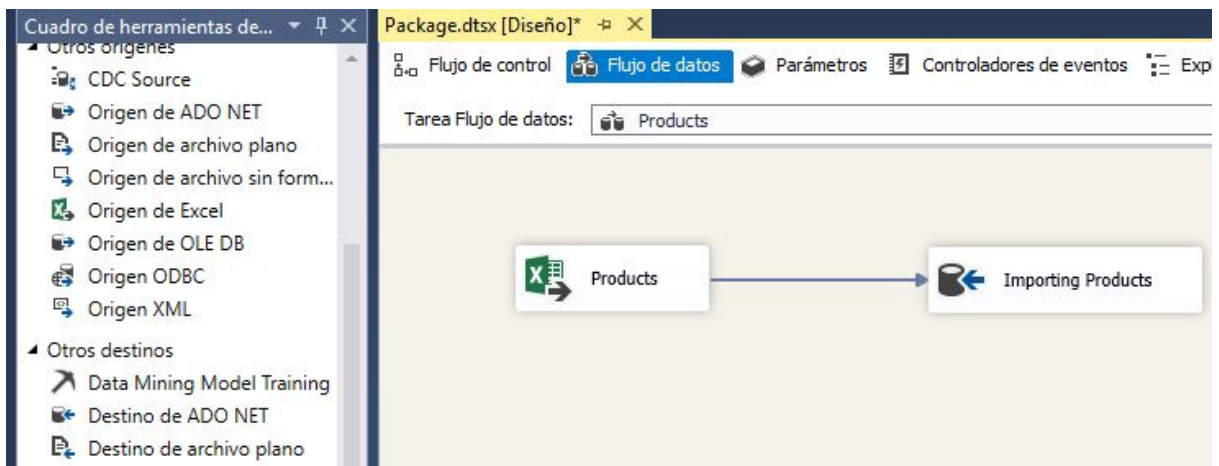 Cuadro de herramientas de...
Otros orígenes
CDC Source
Origen de ADO NET
Origen de archivo plano
Origen de archivo sin form...
Origen de Excel
Origen de OLE DB
Origen ODBC
Origen XML
Otros destinos
Data Mining Model Training
Destino de ADO NET
Destino de archivo plano
Package.dtsx [Diseño]*
Flujo de control Flujo de datos Parámetros Controladores de eventos Exp
Tarea Flujo de datos: Products
Products
Importing Products